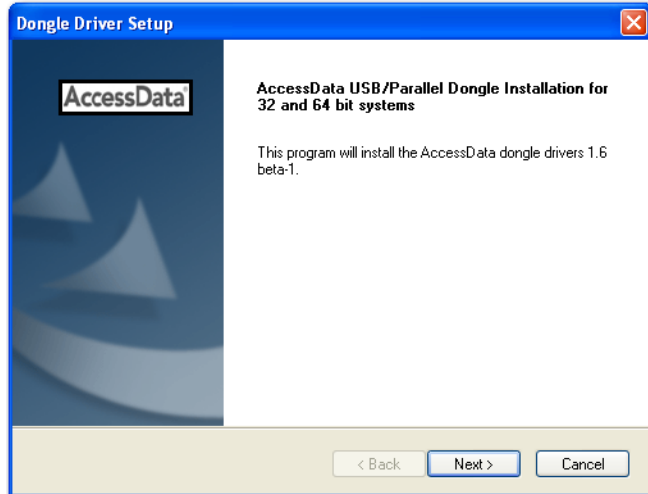 Dongle Driver Setup
AccessData
AccessData USB/Parallel Dongle Installation for
32 and 64 bit systems
This program will install the AccessData dongle drivers 1.6
beta-1.
< Back
Next >
Cancel